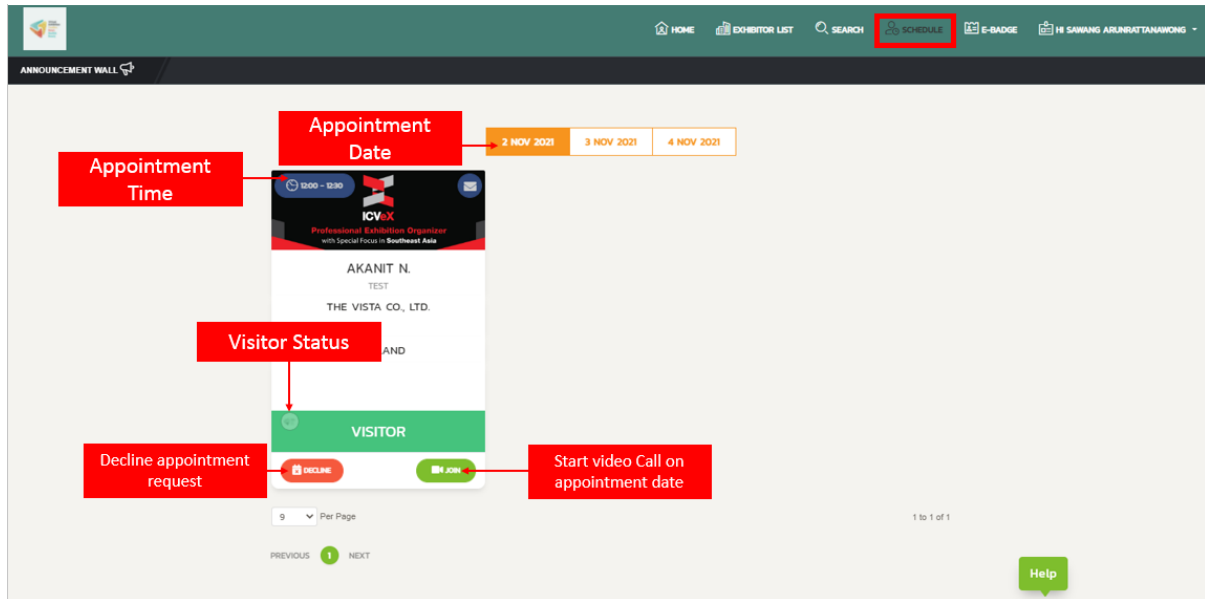 HOME
EXHIBITOR LIST
SEARCH
SCHEDULE
E-BADGE
HI SAWANG ARUNRATTANAWONG
ANNOUNCEMENT WALL
Appointment
Date
2 NOV 2021
3 NOV 2021
4 NOV 2021
Appointment
Time
12:00 - 12:30
ICVeX
Professional Exhibition Organizer
with Special Focus in Southeast Asia
AKANIT N.
TEST
THE VISTA CO., LTD.
Visitor Status
AND
VISITOR
Decline appointment
request
DECLINE
JOIN
Start video Call on
appointment date
9 Per Page
1 to 1 of 1
PREVIOUS 1 NEXT
Help